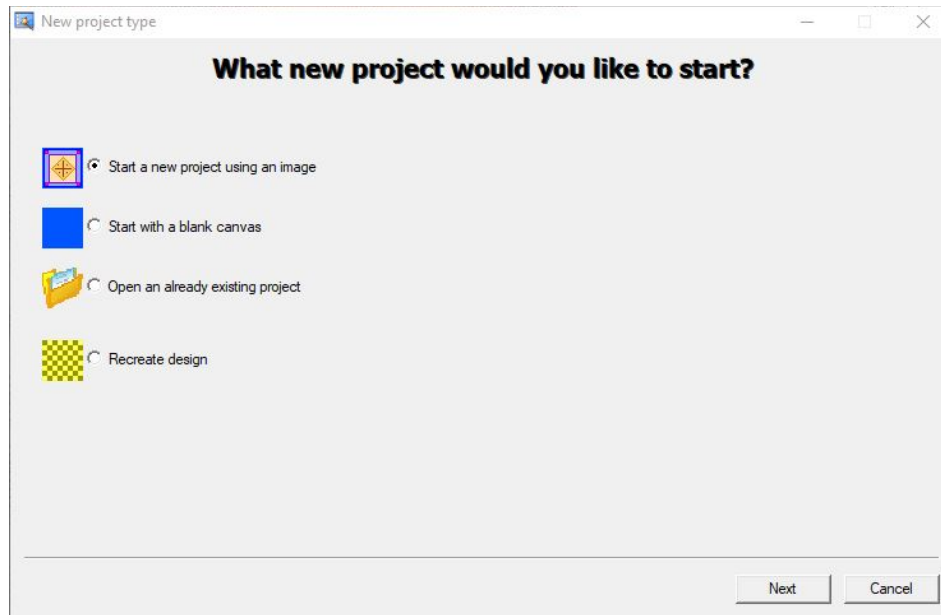 New project type
What new project would you like to start?
Start a new project using an image
Start with a blank canvas
Open an already existing project
Recreate design
Next
Cancel